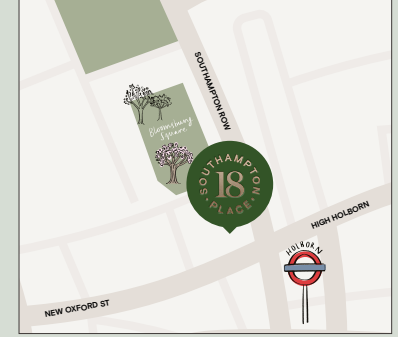 SOUTHAMPTON ROW
Bloomsbury
Square
SOUTHAMPTON
18
PLACE
HIGH HOLBORN
HOLBORN
NEW OXFORD ST